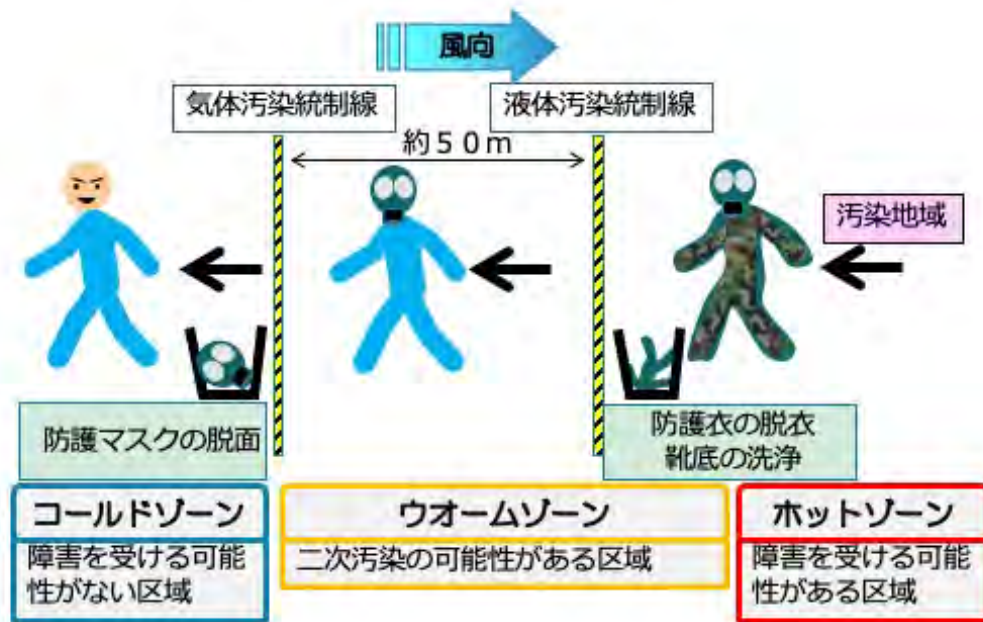 風向
気体汚染統制線
液体汚染統制線
約50m
汚染地域
防護マスクの脱面
防護衣の脱衣
靴底の洗浄
コールドゾーン
障害を受ける可能
性がない区域
ウオームゾーン
二次汚染の可能性がある区域
ホットゾーン
障害を受ける可能
性がある区域